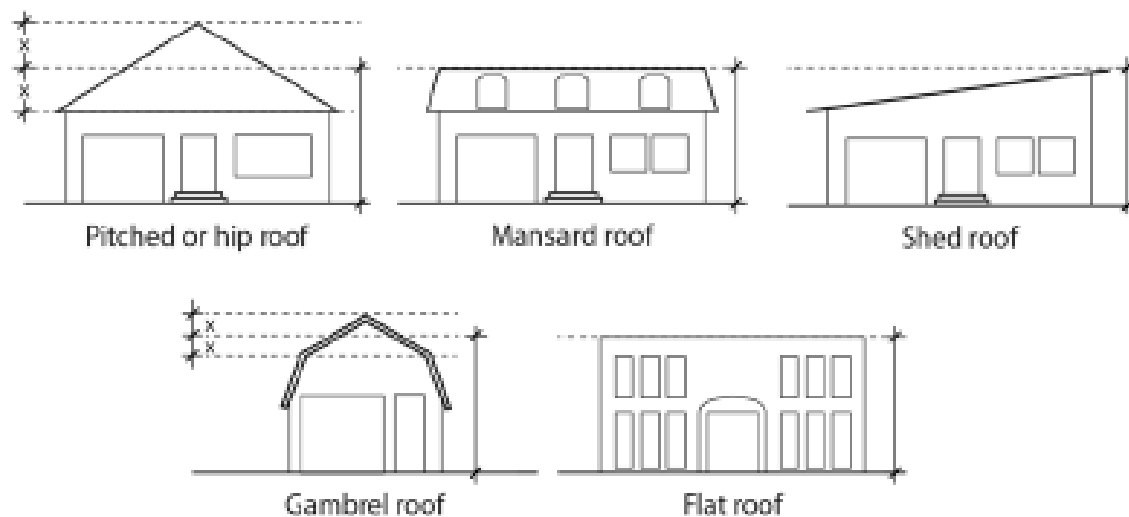 x
x
Pitched or hip roof
Mansard roof
Shed roof
x
x
Gambrel roof
Flat roof